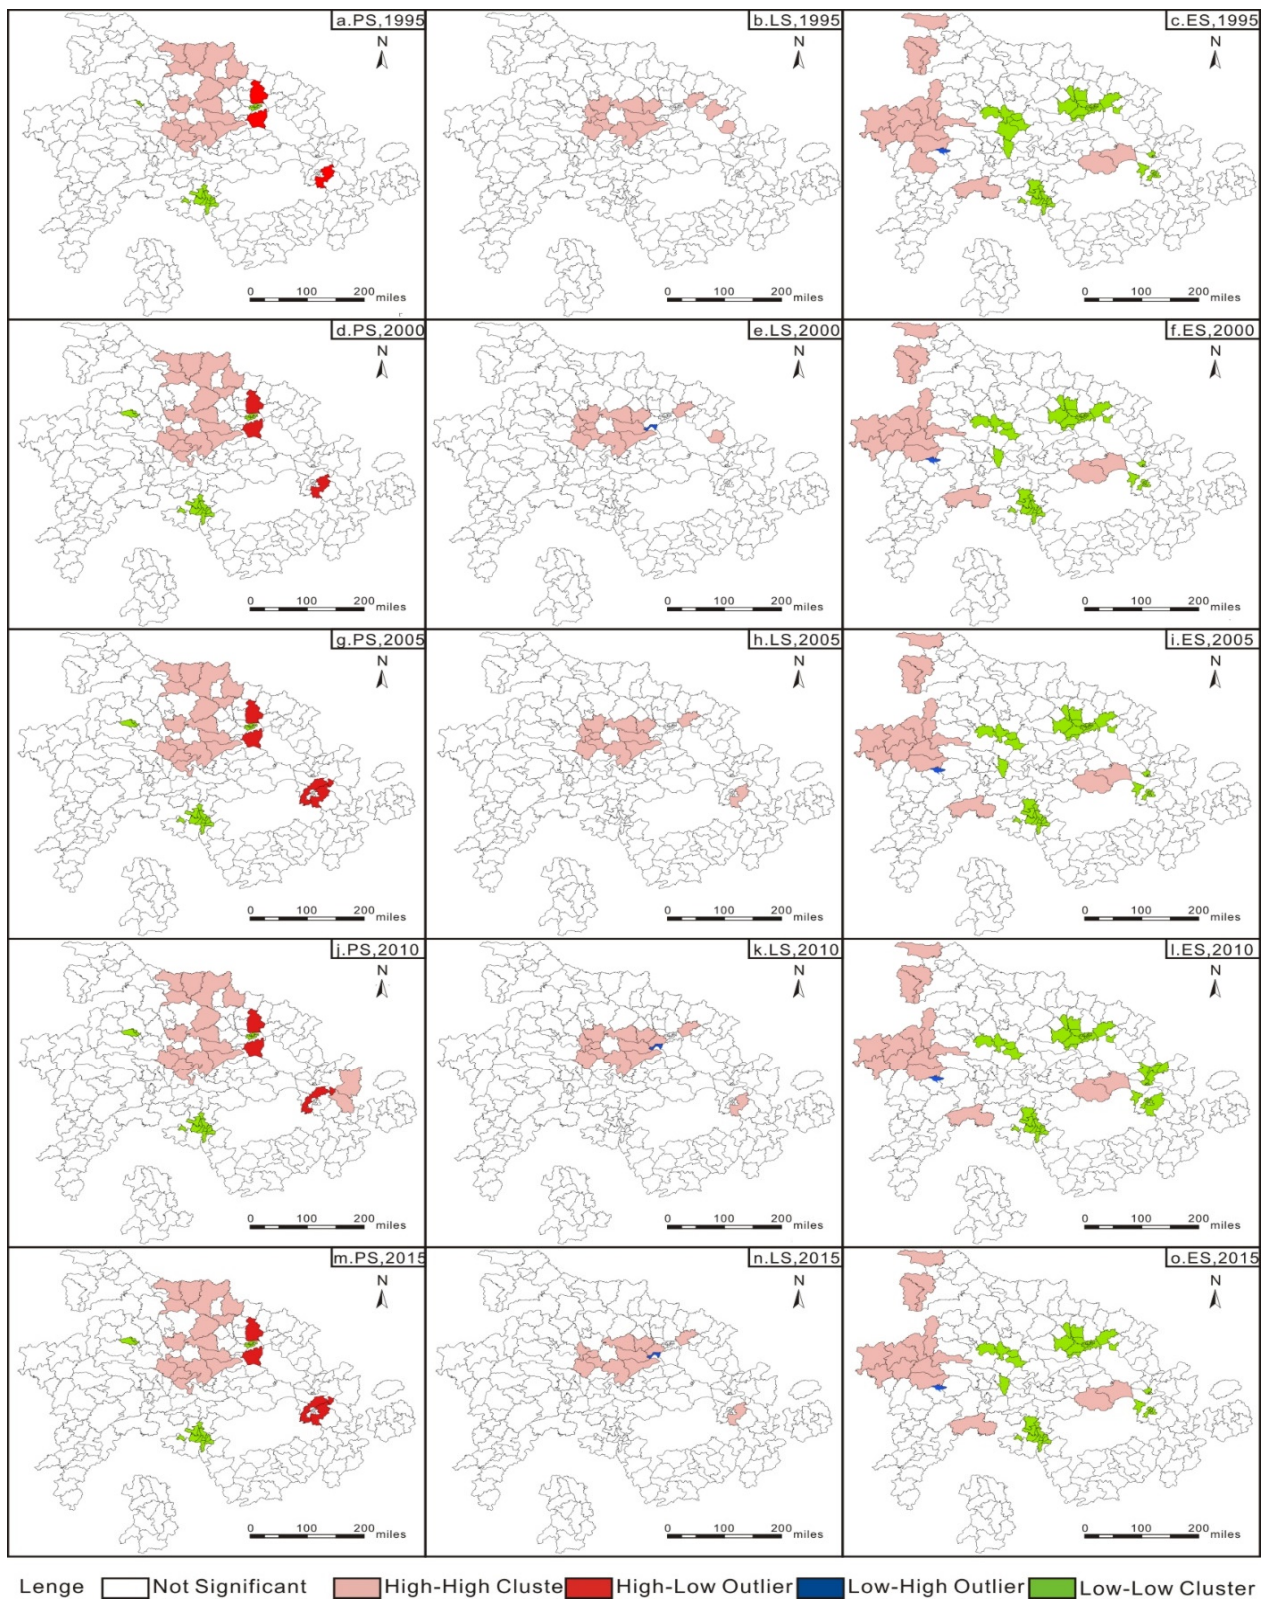 a.PS,1995
N
0 100 200 miles
b.LS,1995
N
0 100 200 miles
c.ES,1995
N
0 100 200 miles
d.PS,2000
N
0 100 200 miles
e.LS,2000
N
0 100 200 miles
f.ES,2000
N
0 100 200 miles
g.PS,2005
N
0 100 200 miles
h.LS,2005
N
0 100 200 miles
i.ES,2005
N
0 100 200 miles
j.PS,2010
N
0 100 200 miles
k.LS,2010
N
0 100 200 miles
l.ES,2010
N
0 100 200 miles
m.PS,2015
N
0 100 200 miles
n.LS,2015
N
0 100 200 miles
o.ES,2015
N
0 100 200 miles
Lenge Not Significant High-High Cluste High-Low Outlier Low-High Outlier Low-Low Cluster